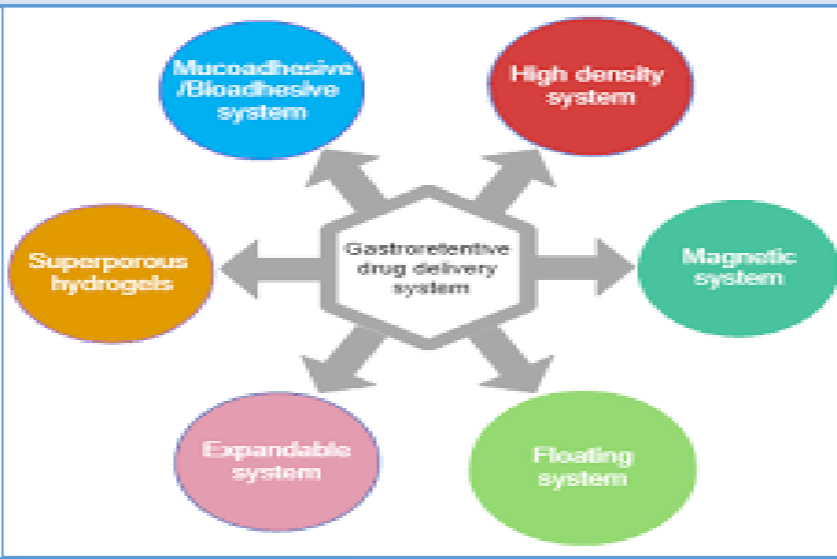 Mucoadhesive
/Bioadhesive
system
High density
system
Superporous
hydrogels
Gastroretentive
drug delivery
system
Magnetic
system
Expandable
system
Floating
system